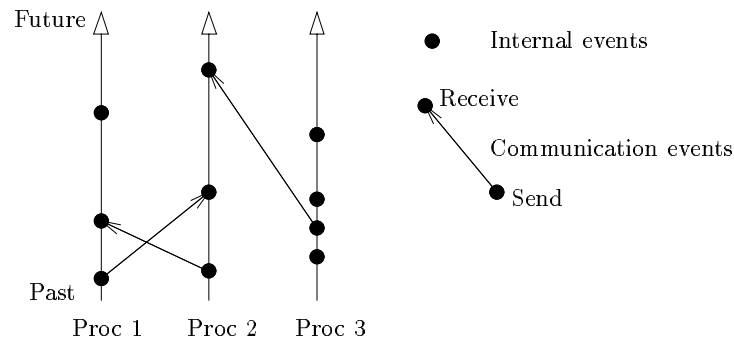 Future
Past
Proc 1
Proc 2
Proc 3
Internal events
Receive
Communication events
Send